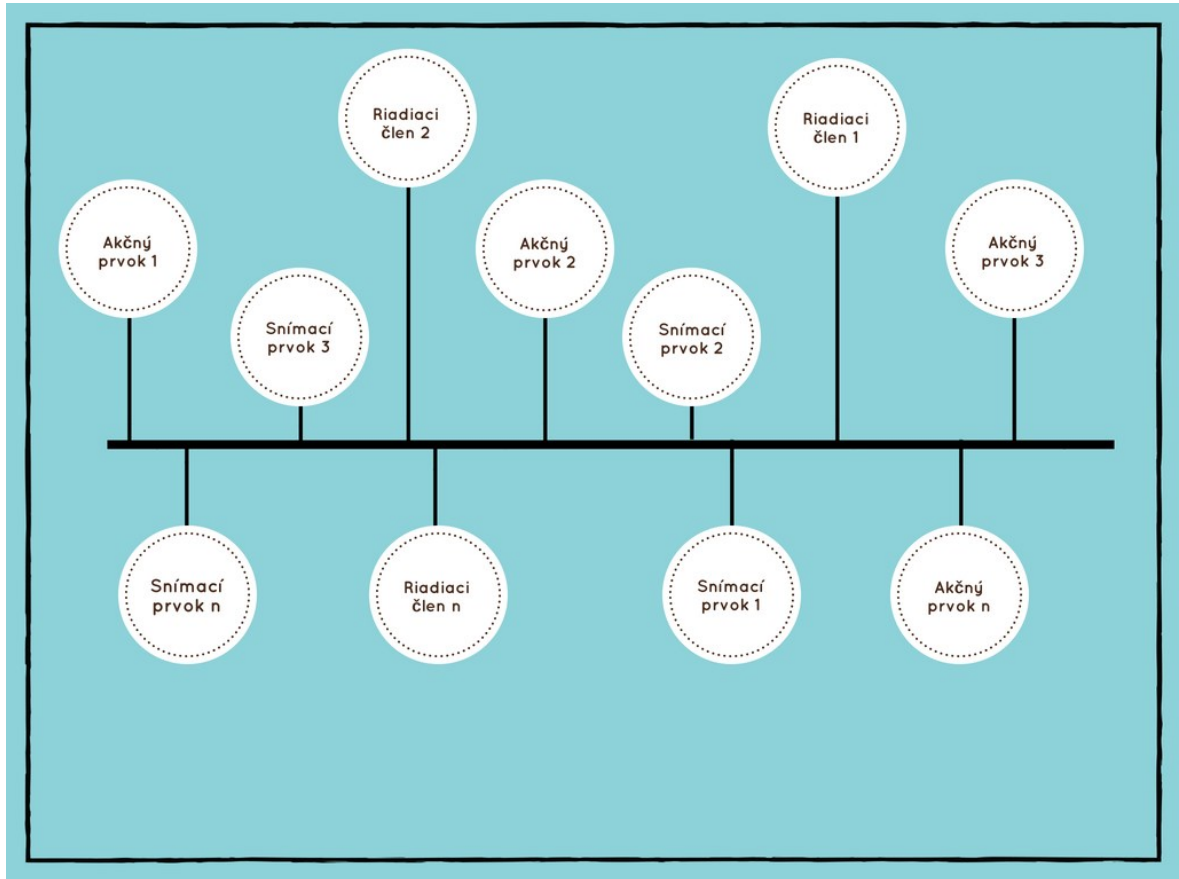 Riadiaci
člen 2
Riadiaci
člen 1
Akčný
prvok 1
Akčný
prvok 2
Akčný
prvok 3
Snímací
prvok 3
Snímací
prvok 2
Snímací
prvok n
Riadiaci
člen n
Snímací
prvok 1
Akčný
prvok n